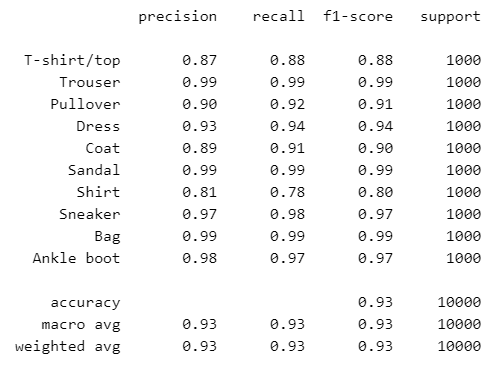 precision recall f1-score support
T-shirt/top 0.87 0.88 0.88 1000
Trouser 0.99 0.99 0.99 1000
Pullover 0.90 0.92 0.91 1000
Dress 0.93 0.94 0.94 1000
Coat 0.89 0.91 0.90 1000
Sandal 0.99 0.99 0.99 1000
Shirt 0.81 0.78 0.80 1000
Sneaker 0.97 0.98 0.97 1000
Bag 0.99 0.99 0.99 1000
Ankle boot 0.98 0.97 0.97 1000
accuracy 0.93 10000
macro avg 0.93 0.93 0.93 10000
weighted avg 0.93 0.93 0.93 10000